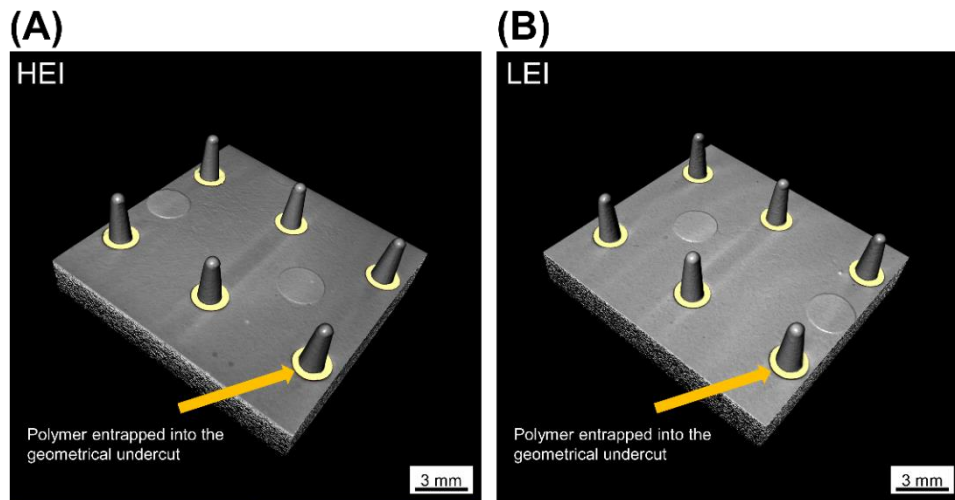 (A)
HEI
Polymer entrapped into the
geometrical undercut
3 mm
(B)
LEI
Polymer entrapped into the
geometrical undercut
3 mm